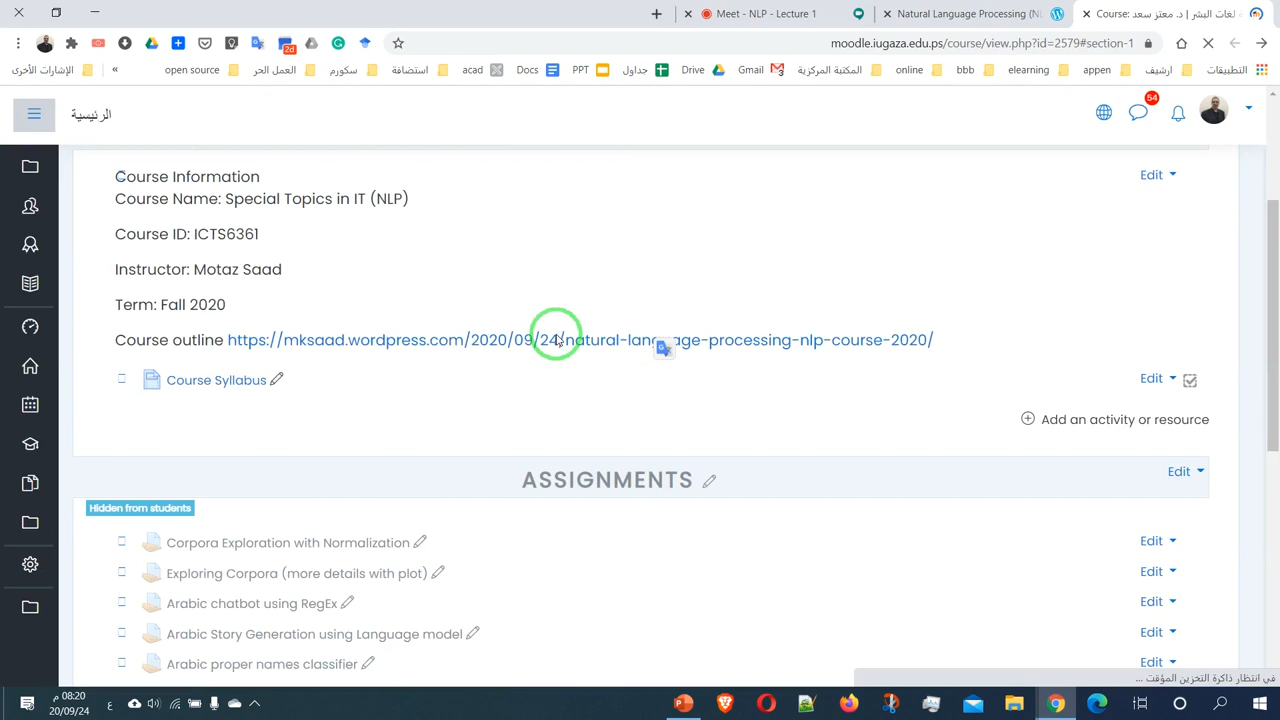 Meet - NLP - Lecture 1
Natural Language Processing (NL
Course: د. معتز سعد | لغات البشر
moodle.iugaza.edu.ps/course/view.php?id=2579#section-1
2d
التطبيقات
ارشيف
appen
elearning
bbb
online
المكتبة المركزية
Gmail
Drive
جداول
PPT
Docs
acad
استضافة
سكورم
العمل الحر
open source
»
الإشارات الأخرى
الرئيسية
54
Course Information
Edit
Course Name: Special Topics in IT (NLP)
Course ID: ICTS6361
Instructor: Motaz Saad
Term: Fall 2020
Course outline https://mksaad.wordpress.com/2020/09/24/natural-language-processing-nlp-course-2020/
Course Syllabus
Edit
Add an activity or resource
ASSIGNMENTS
Edit
Hidden from students
Corpora Exploration with Normalization
Edit
Exploring Corpora (more details with plot)
Edit
Arabic chatbot using RegEx
Edit
Arabic Story Generation using Language model
Edit
Arabic proper names classifier
Edit
في انتظار ذاكرة التخزين المؤقت ...
08:20 م
20/09/24
ع